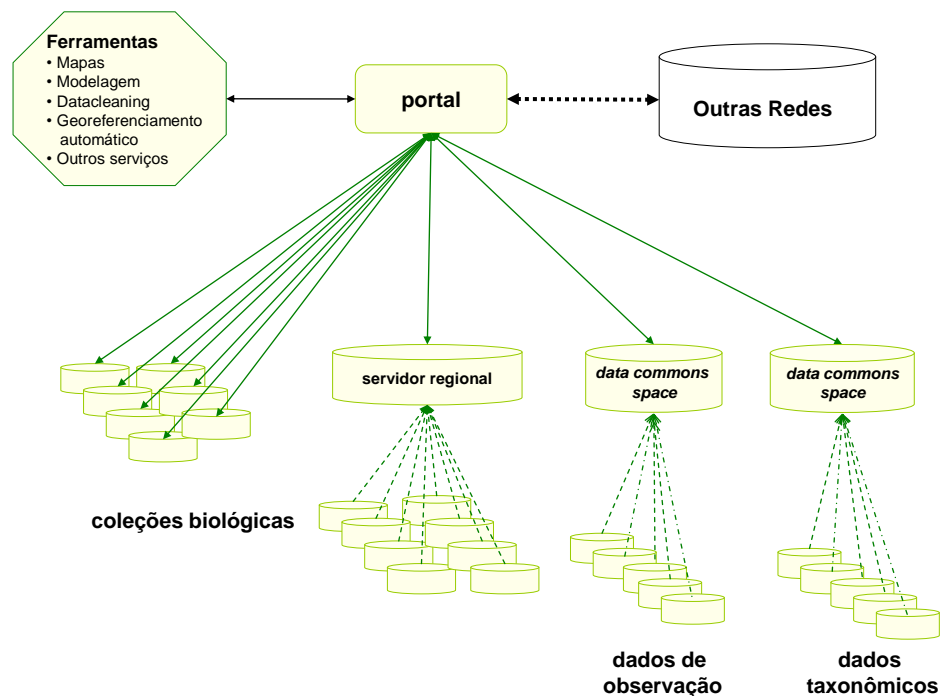 Ferramentas
• Mapas
• Modelagem
• Datacleaning
• Georeferenciamento
automático
• Outros serviços
portal
Outras Redes
servidor regional
data commons
space
data commons
space
coleções biológicas
dados de
observação
dados
taxonômicos